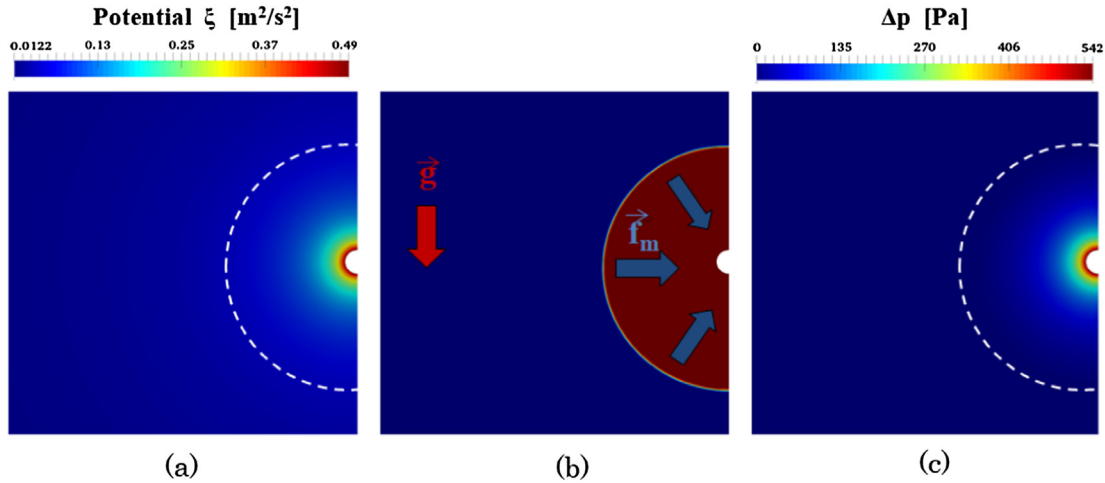 Potential ξ [m²/s²]
0.0122 0.13 0.25 0.37 0.49
Δp [Pa]
0 135 270 406 542
g⃗
f⃗ₘ
(a)
(b)
(c)